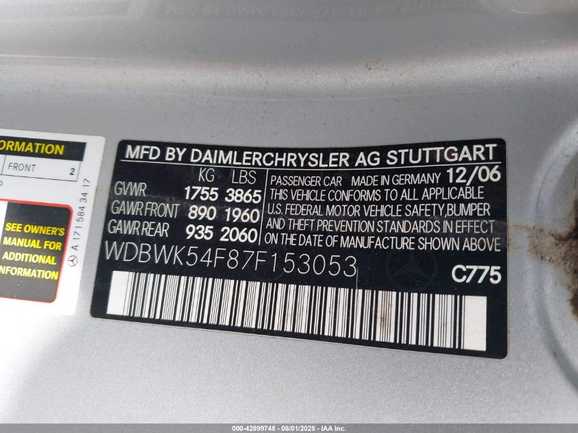 ORMATION
FRONT 2
SEE OWNER'S
MANUAL FOR
ADDITIONAL
INFORMATION
A 171 584 34 17
MFD BY DAIMLERCHRYSLER AG STUTTGART
KG LBS
GVWR 1755 3865
GAWR FRONT 890 1960
GAWR REAR 935 2060
PASSENGER CAR MADE IN GERMANY 12/06
THIS VEHICLE CONFORMS TO ALL APPLICABLE
U.S. FEDERAL MOTOR VEHICLE SAFETY,BUMPER
AND THEFT PREVENTION STANDARDS IN EFFECT
ON THE DATE OF MANUFACTURE SHOWN ABOVE
WDBWK54F87F153053
C775
000-42899748 - 08/01/2025 - IAA Inc.